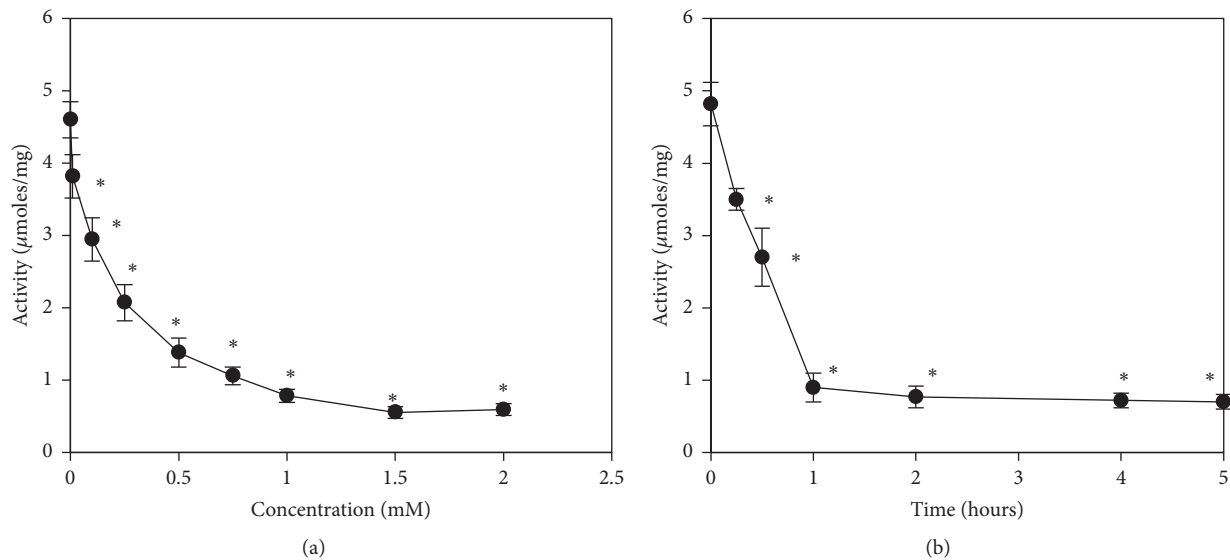 6
5
4
3
2
1
0
Activity (μmoles/mg)
* * * * * * * *
0 0.5 1 1.5 2 2.5
Concentration (mM)
(a)
6
5
4
3
2
1
0
Activity (μmoles/mg)
* * * * * *
0 1 2 3 4 5
Time (hours)
(b)